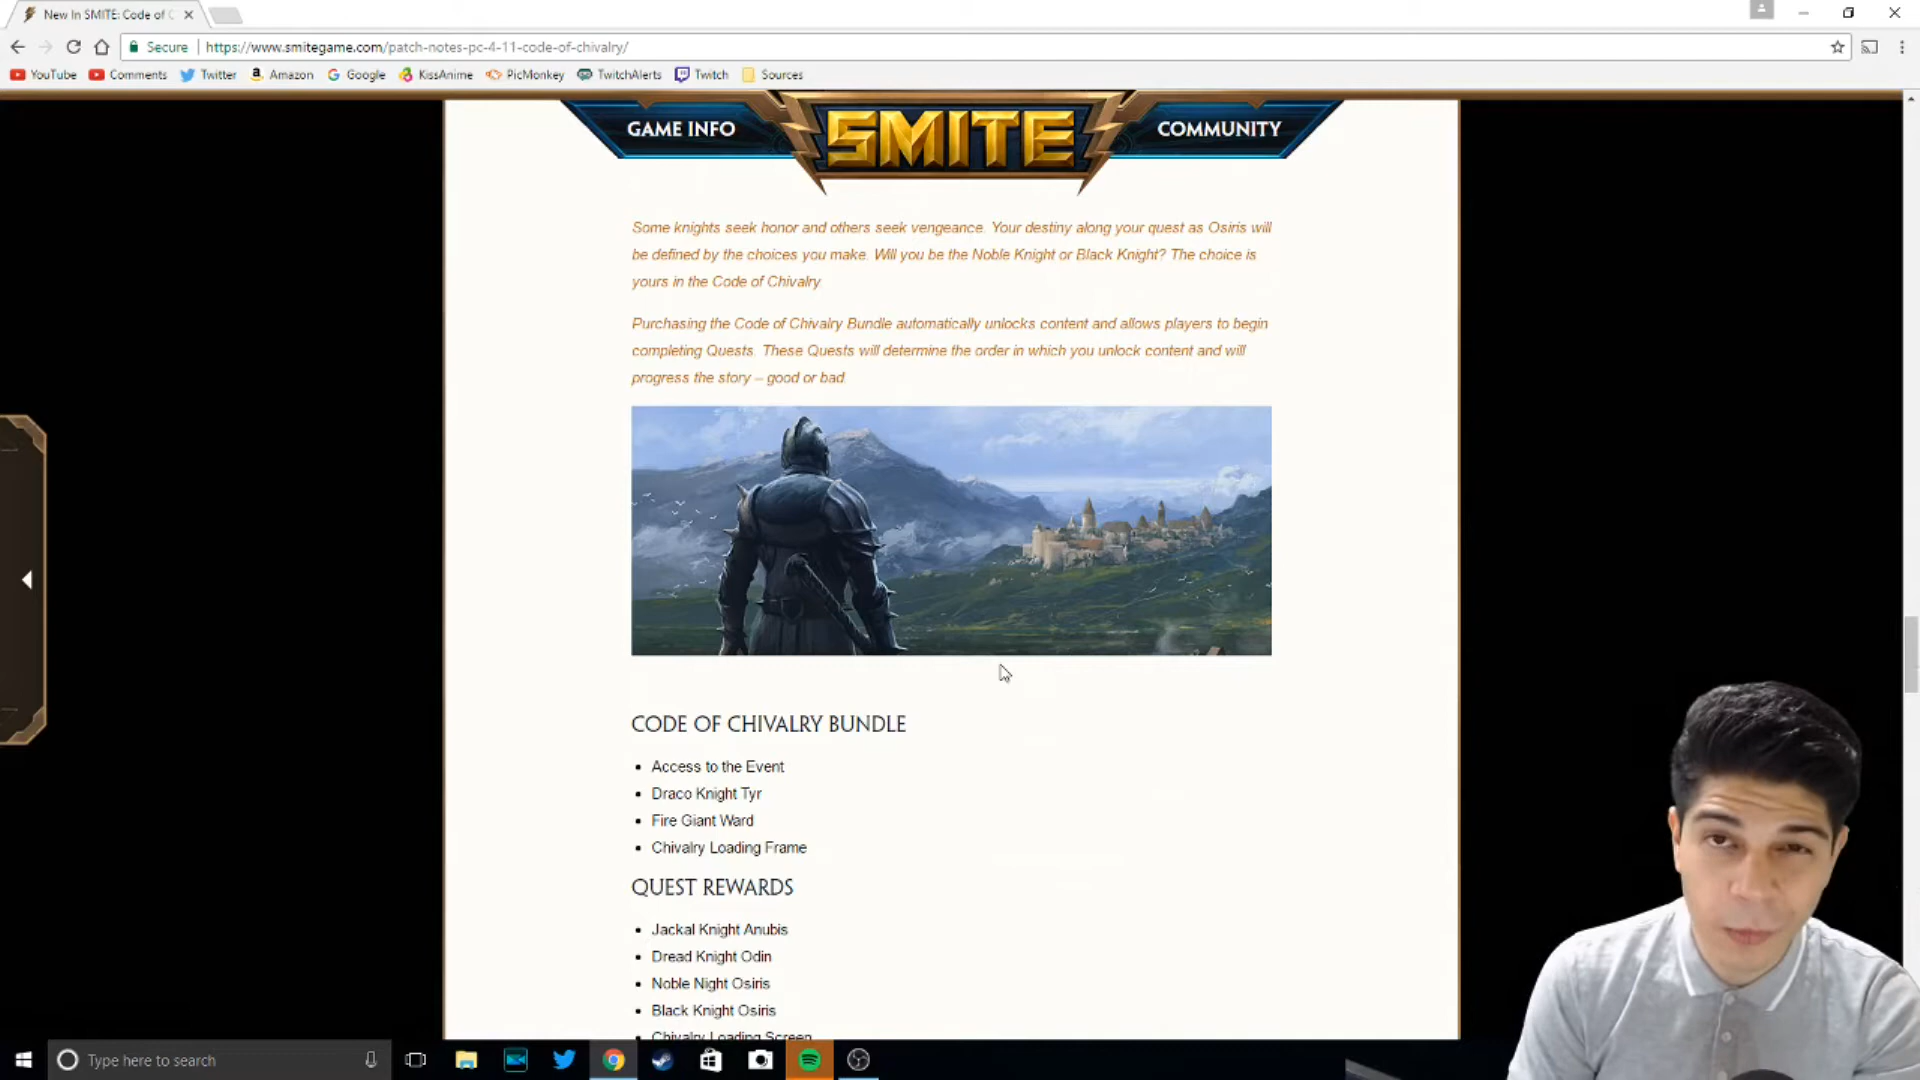 New In SMITE: Code of C
Secure
https://www.smitegame.com/patch-notes-pc-4-11-code-of-chivalry/
YouTube
Comments
Twitter
Amazon
Google
KissAnime
PicMonkey
TwitchAlerts
Twitch
Sources
GAME INFO
SMITE
COMMUNITY
Some knights seek honor and others seek vengeance. Your destiny along your quest as Osiris will
be defined by the choices you make. Will you be the Noble Knight or Black Knight? The choice is
yours in the Code of Chivalry
Purchasing the Code of Chivalry Bundle automatically unlocks content and allows players to begin
completing Quests. These Quests will determine the order in which you unlock content and will
progress the story – good or bad
CODE OF CHIVALRY BUNDLE
• Access to the Event
• Draco Knight Tyr
• Fire Giant Ward
• Chivalry Loading Frame
QUEST REWARDS
• Jackal Knight Anubis
• Dread Knight Odin
• Noble Night Osiris
• Black Knight Osiris
• Chivalry Loading Screen
Type here to search